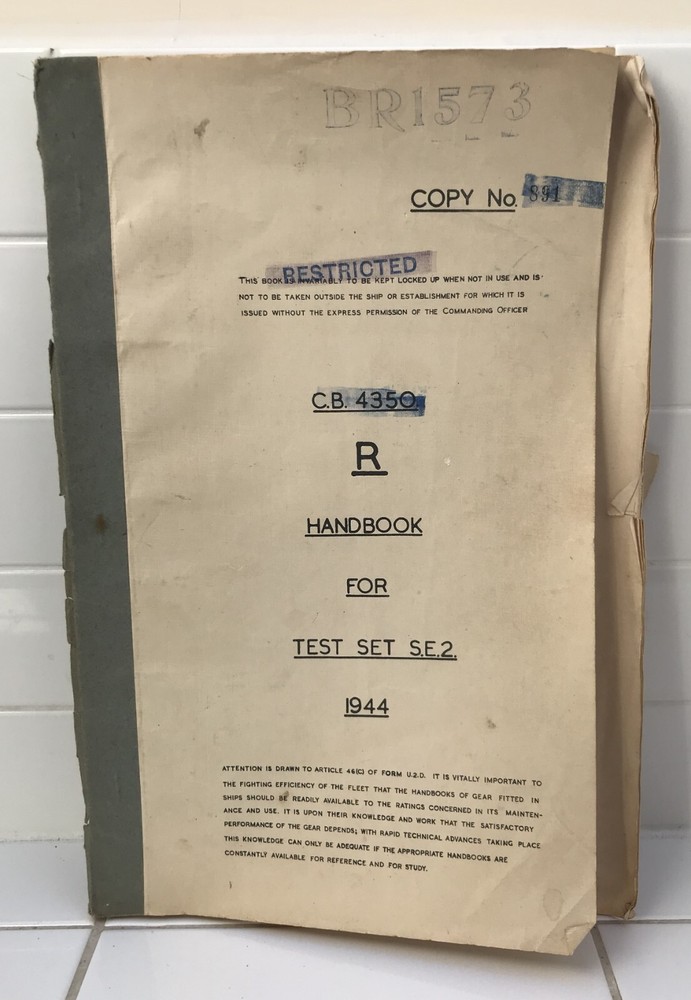 BR1573
COPY No. 891
RESTRICTED
THIS BOOK IS INVARIABLY TO BE KEPT LOCKED UP WHEN NOT IN USE AND IS
NOT TO BE TAKEN OUTSIDE THE SHIP OR ESTABLISHMENT FOR WHICH IT IS
ISSUED WITHOUT THE EXPRESS PERMISSION OF THE COMMANDING OFFICER
C.B. 4350.
R
HANDBOOK
FOR
TEST SET S.E.2.
1944
ATTENTION IS DRAWN TO ARTICLE 46(C) OF FORM U.2.D. IT IS VITALLY IMPORTANT TO
THE FIGHTING EFFICIENCY OF THE FLEET THAT THE HANDBOOKS OF GEAR FITTED IN
SHIPS SHOULD BE READILY AVAILABLE TO THE RATINGS CONCERNED IN ITS MAINTEN-
ANCE AND USE. IT IS UPON THEIR KNOWLEDGE AND WORK THAT THE SATISFACTORY
PERFORMANCE OF THE GEAR DEPENDS; WITH RAPID TECHNICAL ADVANCES TAKING PLACE
THIS KNOWLEDGE CAN ONLY BE ADEQUATE IF THE APPROPRIATE HANDBOOKS ARE
CONSTANTLY AVAILABLE FOR REFERENCE AND FOR STUDY.